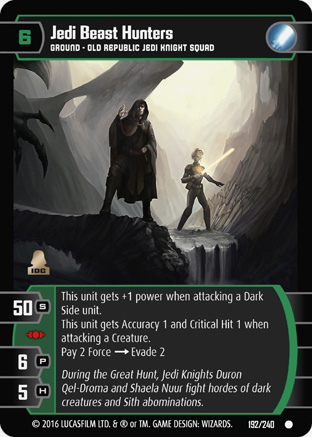 6
Jedi Beast Hunters
GROUND - OLD REPUBLIC JEDI KNIGHT SQUAD
IDC
50 S
6 P
5 H
This unit gets +1 power when attacking a Dark
Side unit.
This unit gets Accuracy 1 and Critical Hit 1 when
attacking a Creature.
Pay 2 Force → Evade 2
During the Great Hunt, Jedi Knights Duron
Qel-Droma and Shaela Nuur fight hordes of dark
creatures and Sith abominations.
© 2016 LUCASFILM LTD. & ® or TM. GAME DESIGN: WIZARDS. 192/240